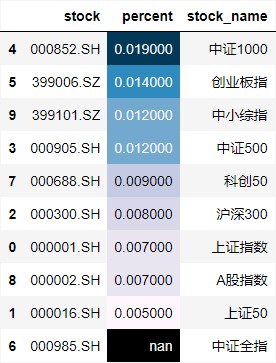 stock percent stock_name
4 000852.SH 0.019000 中证1000
5 399006.SZ 0.014000 创业板指
9 399101.SZ 0.012000 中小综指
3 000905.SH 0.012000 中证500
7 000688.SH 0.009000 科创50
2 000300.SH 0.008000 沪深300
0 000001.SH 0.007000 上证指数
8 000002.SH 0.007000 A股指数
1 000016.SH 0.005000 上证50
6 000985.SH nan 中证全指